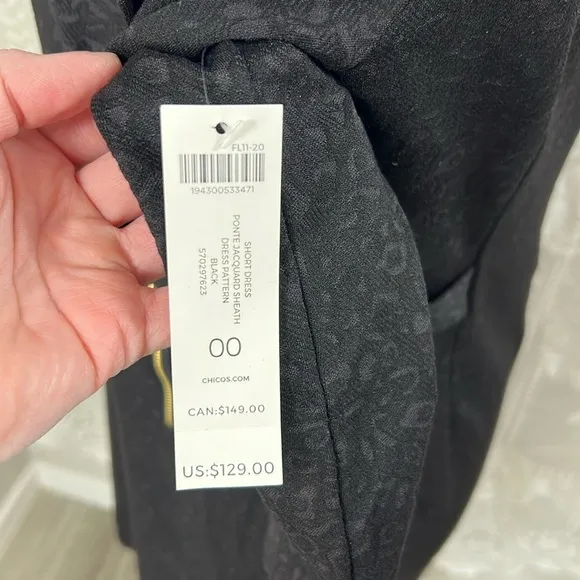 FL11-20
194300533471
SHORT DRESS
PONTE JACQUARD SHEATH
DRESS PATTERN
BLACK
570297623
00
CHICOS.COM
CAN:$149.00
US:$129.00